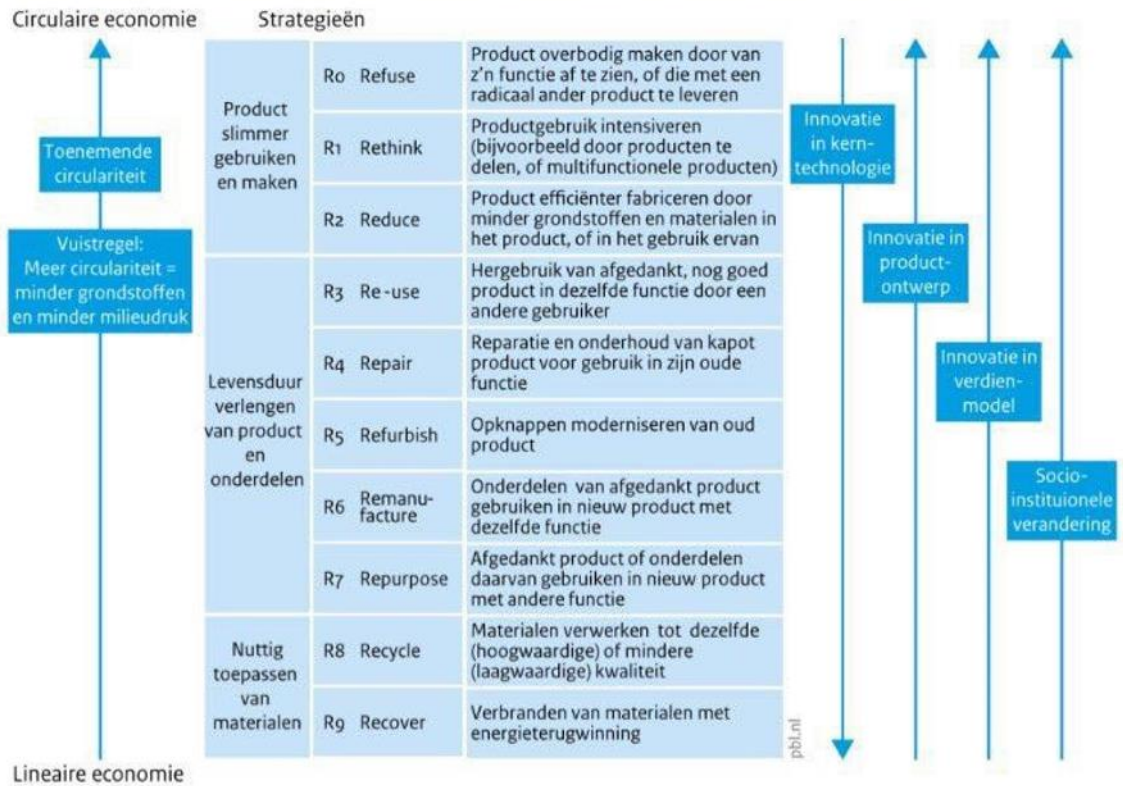 Circulaire economie
Strategieën
Toenemende
circulariteit
Vuistregel:
Meer circulariteit =
minder grondstoffen
en minder milieudruk
Lineaire economie
Product
slimmer
gebruiken
en maken
Ro Refuse
Product overbodig maken door van
z'n functie af te zien, of die met een
radicaal ander product te leveren
R1 Rethink
Productgebruik intensiveren
(bijvoorbeeld door producten te
delen, of multifunctionele producten)
R2 Reduce
Product efficiënter fabriceren door
minder grondstoffen en materialen in
het product, of in het gebruik ervan
Levensduur
verlengen
van product
en
onderdelen
R3 Re-use
Hergebruik van afgedankt, nog goed
product in dezelfde functie door een
andere gebruiker
R4 Repair
Reparatie en onderhoud van kapot
product voor gebruik in zijn oude
functie
R5 Refurbish
Opknappen moderniseren van oud
product
R6 Remanu-
facture
Onderdelen van afgedankt product
gebruiken in nieuw product met
dezelfde functie
R7 Repurpose
Afgedankt product of onderdelen
daarvan gebruiken in nieuw product
met andere functie
Nuttig
toepassen
van
materialen
R8 Recycle
Materialen verwerken tot dezelfde
(hoogwaardige) of mindere
(laagwaardige) kwaliteit
R9 Recover
Verbranden van materialen met
energieterugwinning
pbl.nl
Innovatie
in kern-
technologie
Innovatie in
product-
ontwerp
Innovatie in
verdien-
model
Socio-
instituionele
verandering